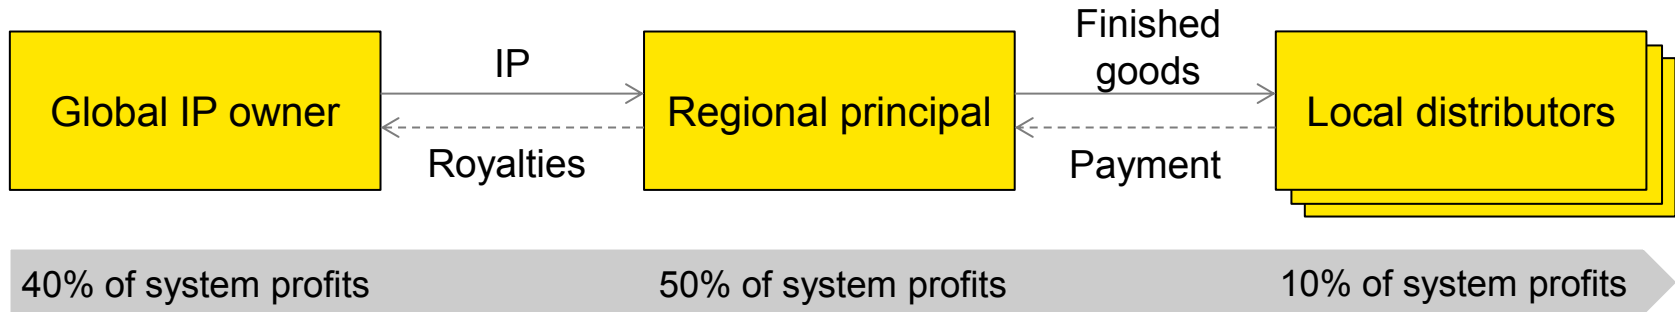 Global IP owner
IP
Royalties
Regional principal
Finished
goods
Payment
Local distributors
40% of system profits
50% of system profits
10% of system profits